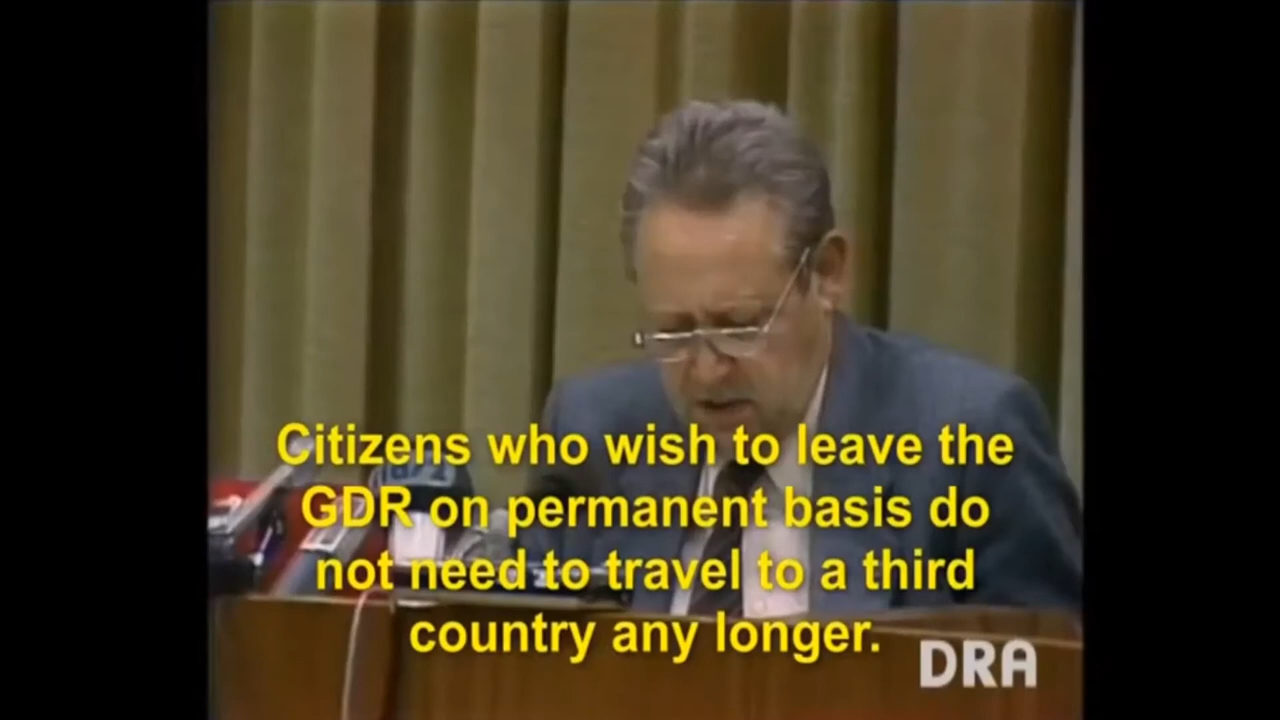 Citizens who wish to leave the
GDR on permanent basis do
not need to travel to a third
country any longer.
DRA